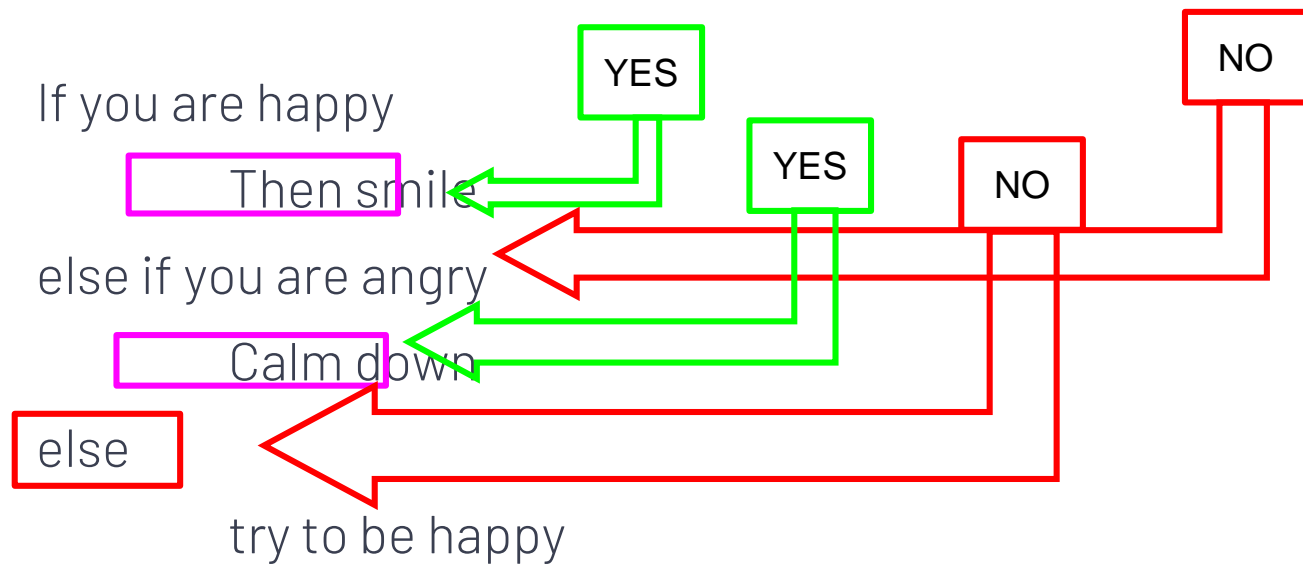 NO
YES
If you are happy
YES
NO
Then smile
else if you are angry
Calm down
else
try to be happy